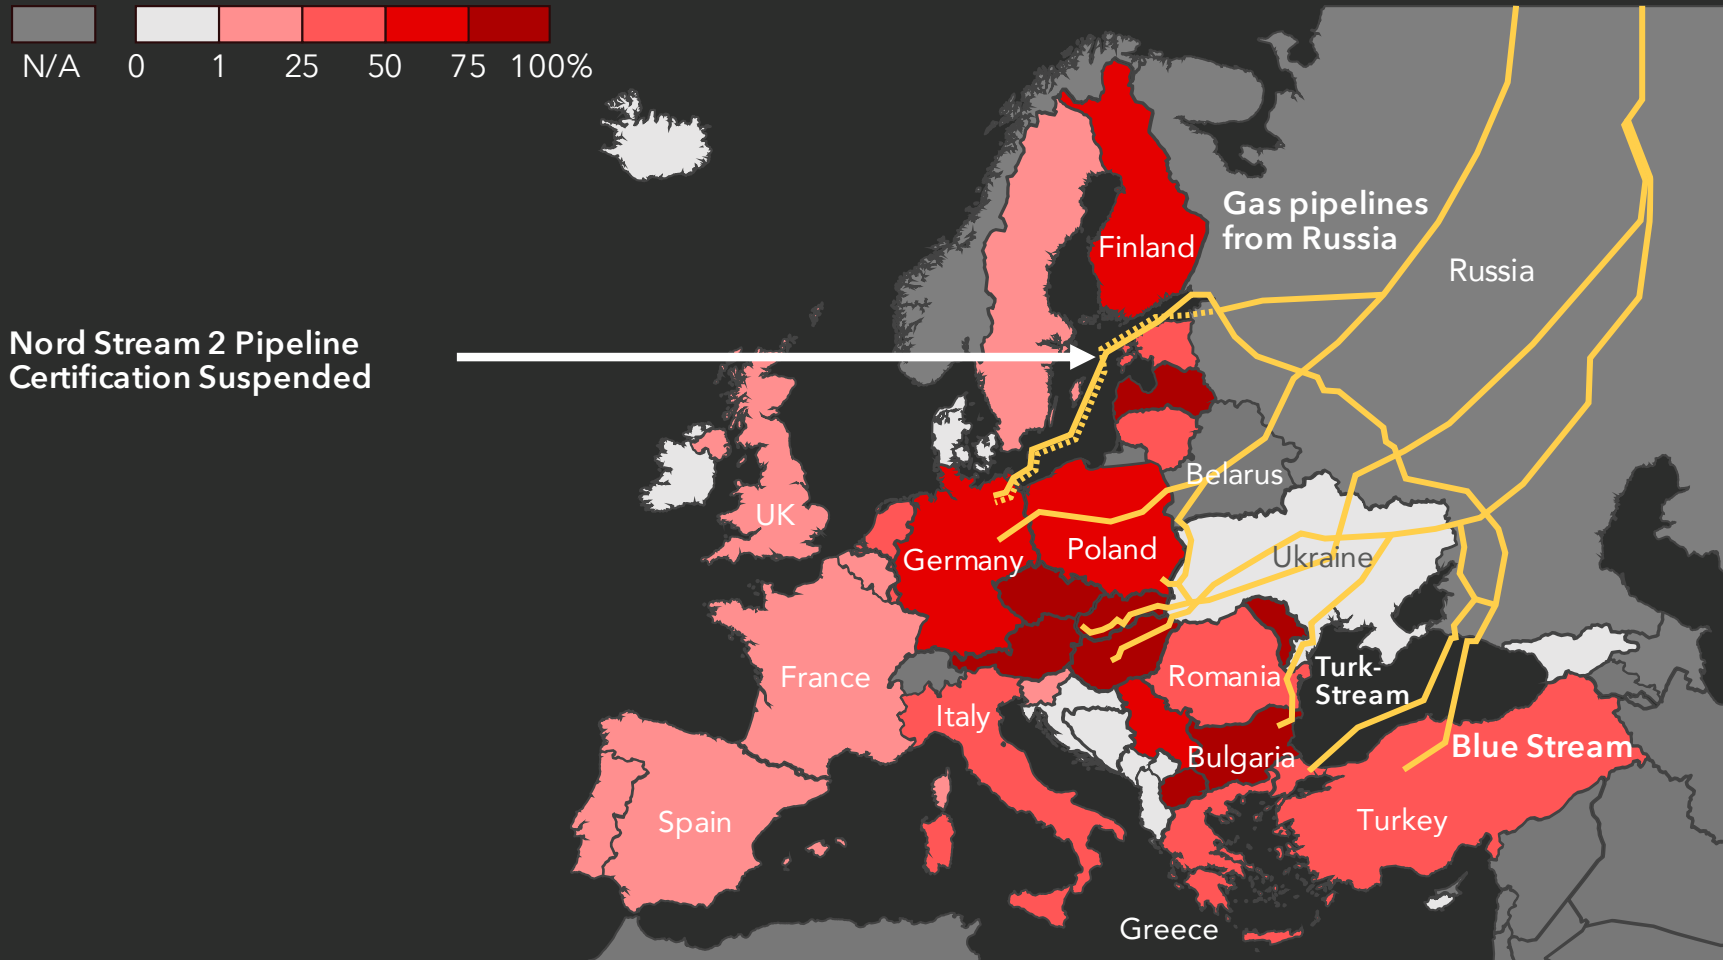 N/A 0 1 25 50 75 100%
Gas pipelines
from Russia
Finland
Russia
Nord Stream 2 Pipeline
Certification Suspended
Belarus
UK
Germany
Poland
Ukraine
France
Romania
Turk-
Stream
Italy
Bulgaria
Blue Stream
Spain
Turkey
Greece